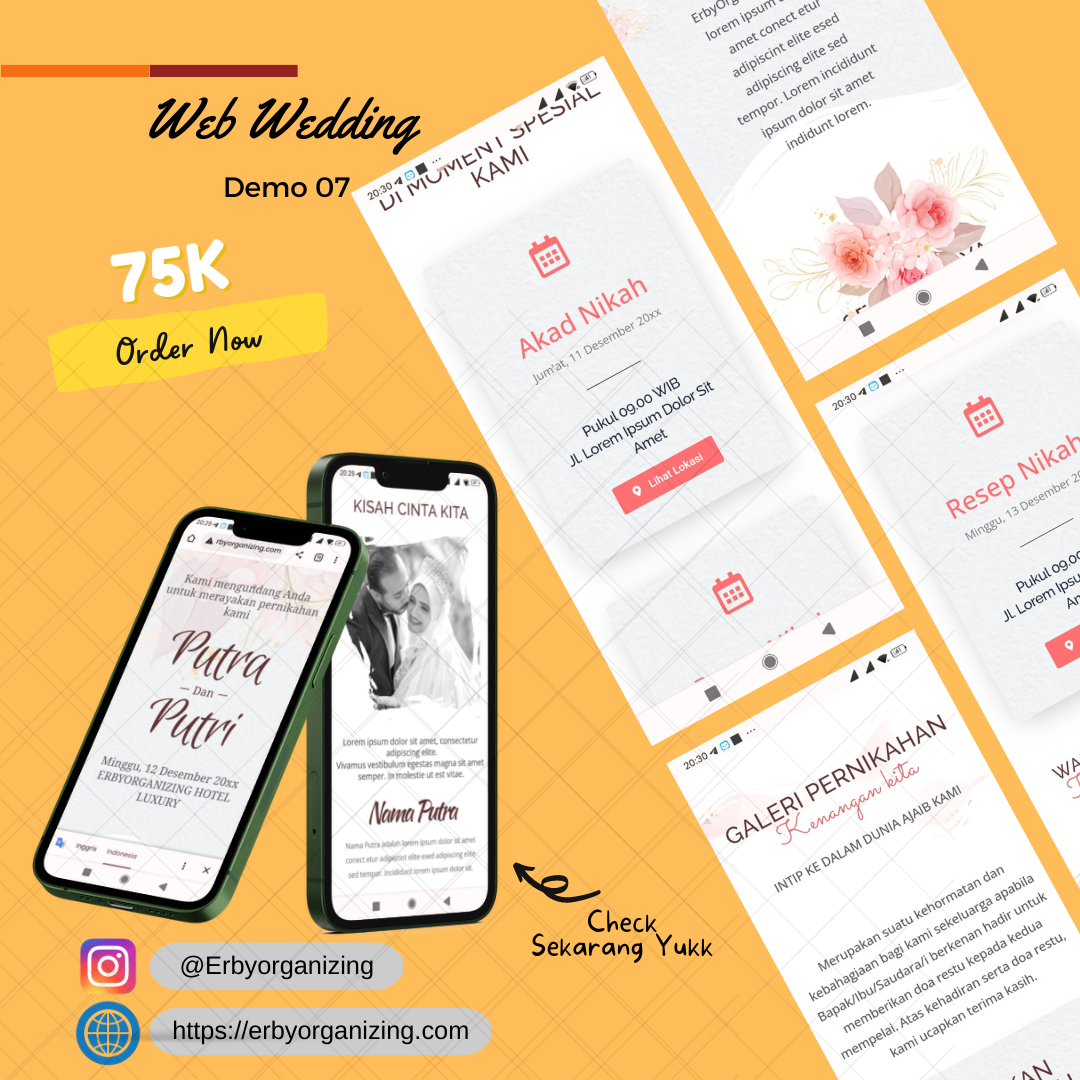 Web Wedding
Demo 07
75K
Order Now
20:29
rbyorganizing.com
Kami mengundang Anda
untuk merayakan pernikahan
kami
Putra
— Dan —
Putri
Minggu, 12 Desember 20xx
ERBYORGANIZING HOTEL
LUXURY
Inggris
Indonesia
20:29
KISAH CINTA KITA
Lorem ipsum dolor sit amet, consectetur
adipiscing elite.
Vivamus vestibulum egestas magna sit amet
semper. In molestie ut est vitae.
Nama Putra
Nama Putra adalah lorem ipsum dolor sit amet
conect etur adipiscint elite esed adipiscing elite
sed tempor. Incididunt lorem ipsum dolor sit.
Check
Sekarang Yukk
@Erbyorganizing
https://erbyorganizing.com
20:30
DI MOMENT SPESIAL
KAMI
Akad Nikah
Jum'at, 11 Desember 20xx
Pukul 09.00 WIB
Jl. Lorem Ipsum Dolor Sit
Amet
Lihat Lokasi
lorem ipsum
amet conect etur
adipiscint elite esed
adipiscing elite sed
tempor. Lorem incididunt
ipsum dolor sit amet
indidunt lorem.
20:30
Resep Nikah
Minggu, 13 Desember
Pukul 09.00
Jl. Lorem Ipsu
20:30
GALERI PERNIKAHAN
Kenangan kita
INTIP KE DALAM DUNIA AJAIB KAMI
Merupakan suatu kehormatan dan
kebahagiaan bagi kami sekeluarga apabila
Bapak/Ibu/Saudara/i berkenan hadir untuk
memberikan doa restu kepada kedua
mempelai. Atas kehadiran serta doa restu,
kami ucapkan terima kasih.